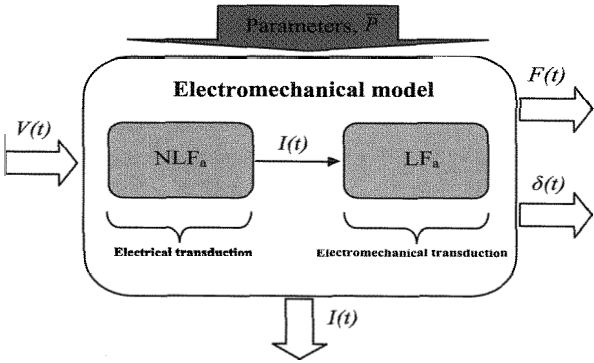 Parameters, P̅
Electromechanical model
V(t)
NLFa
I(t)
LFa
F(t)
δ(t)
Electrical transduction
Electromechanical transduction
I(t)